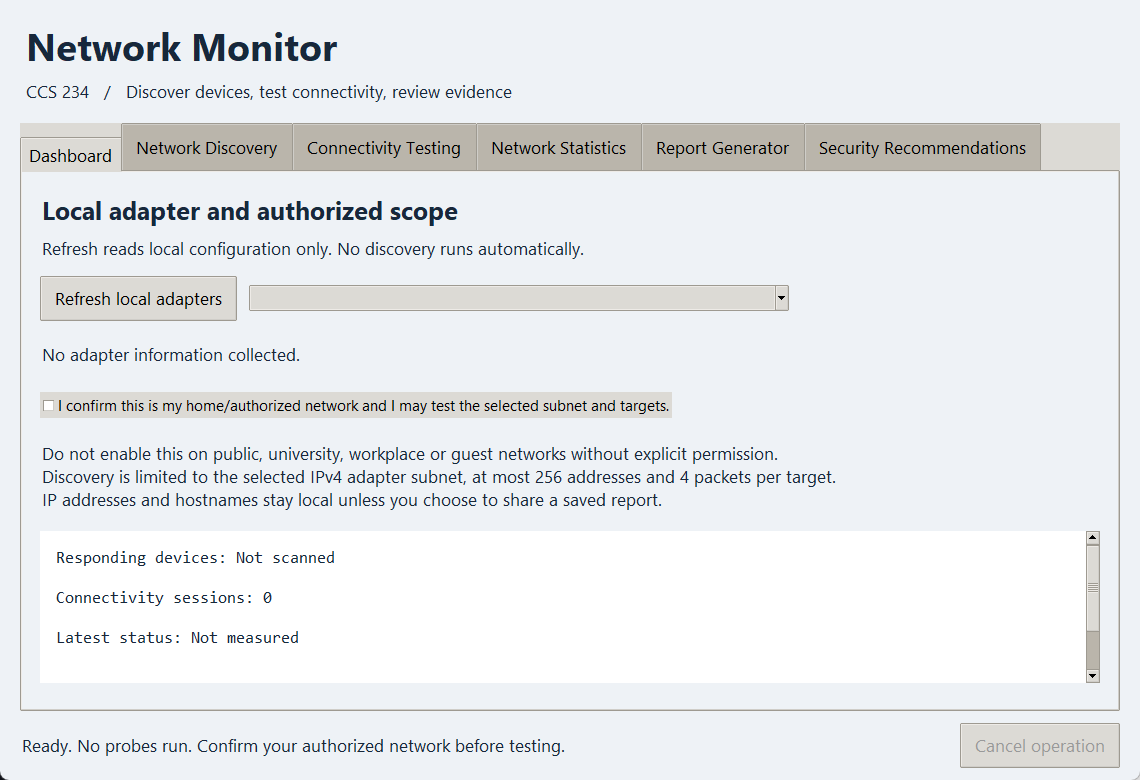 Network Monitor
CCS 234 / Discover devices, test connectivity, review evidence
Dashboard
Network Discovery
Connectivity Testing
Network Statistics
Report Generator
Security Recommendations
Local adapter and authorized scope
Refresh reads local configuration only. No discovery runs automatically.
Refresh local adapters
No adapter information collected.
I confirm this is my home/authorized network and I may test the selected subnet and targets.
Do not enable this on public, university, workplace or guest networks without explicit permission.
Discovery is limited to the selected IPv4 adapter subnet, at most 256 addresses and 4 packets per target.
IP addresses and hostnames stay local unless you choose to share a saved report.
Responding devices: Not scanned
Connectivity sessions: 0
Latest status: Not measured
Ready. No probes run. Confirm your authorized network before testing.
Cancel operation